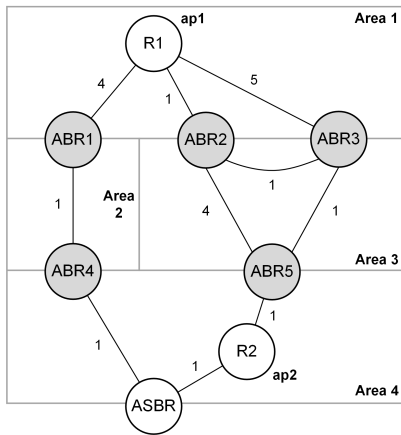 ap1
Area 1
R1
4
1
5
ABR1
ABR2
ABR3
1
1
Area
2
4
1
Area 3
ABR4
ABR5
1
1
R2
1
ap2
Area 4
ASBR